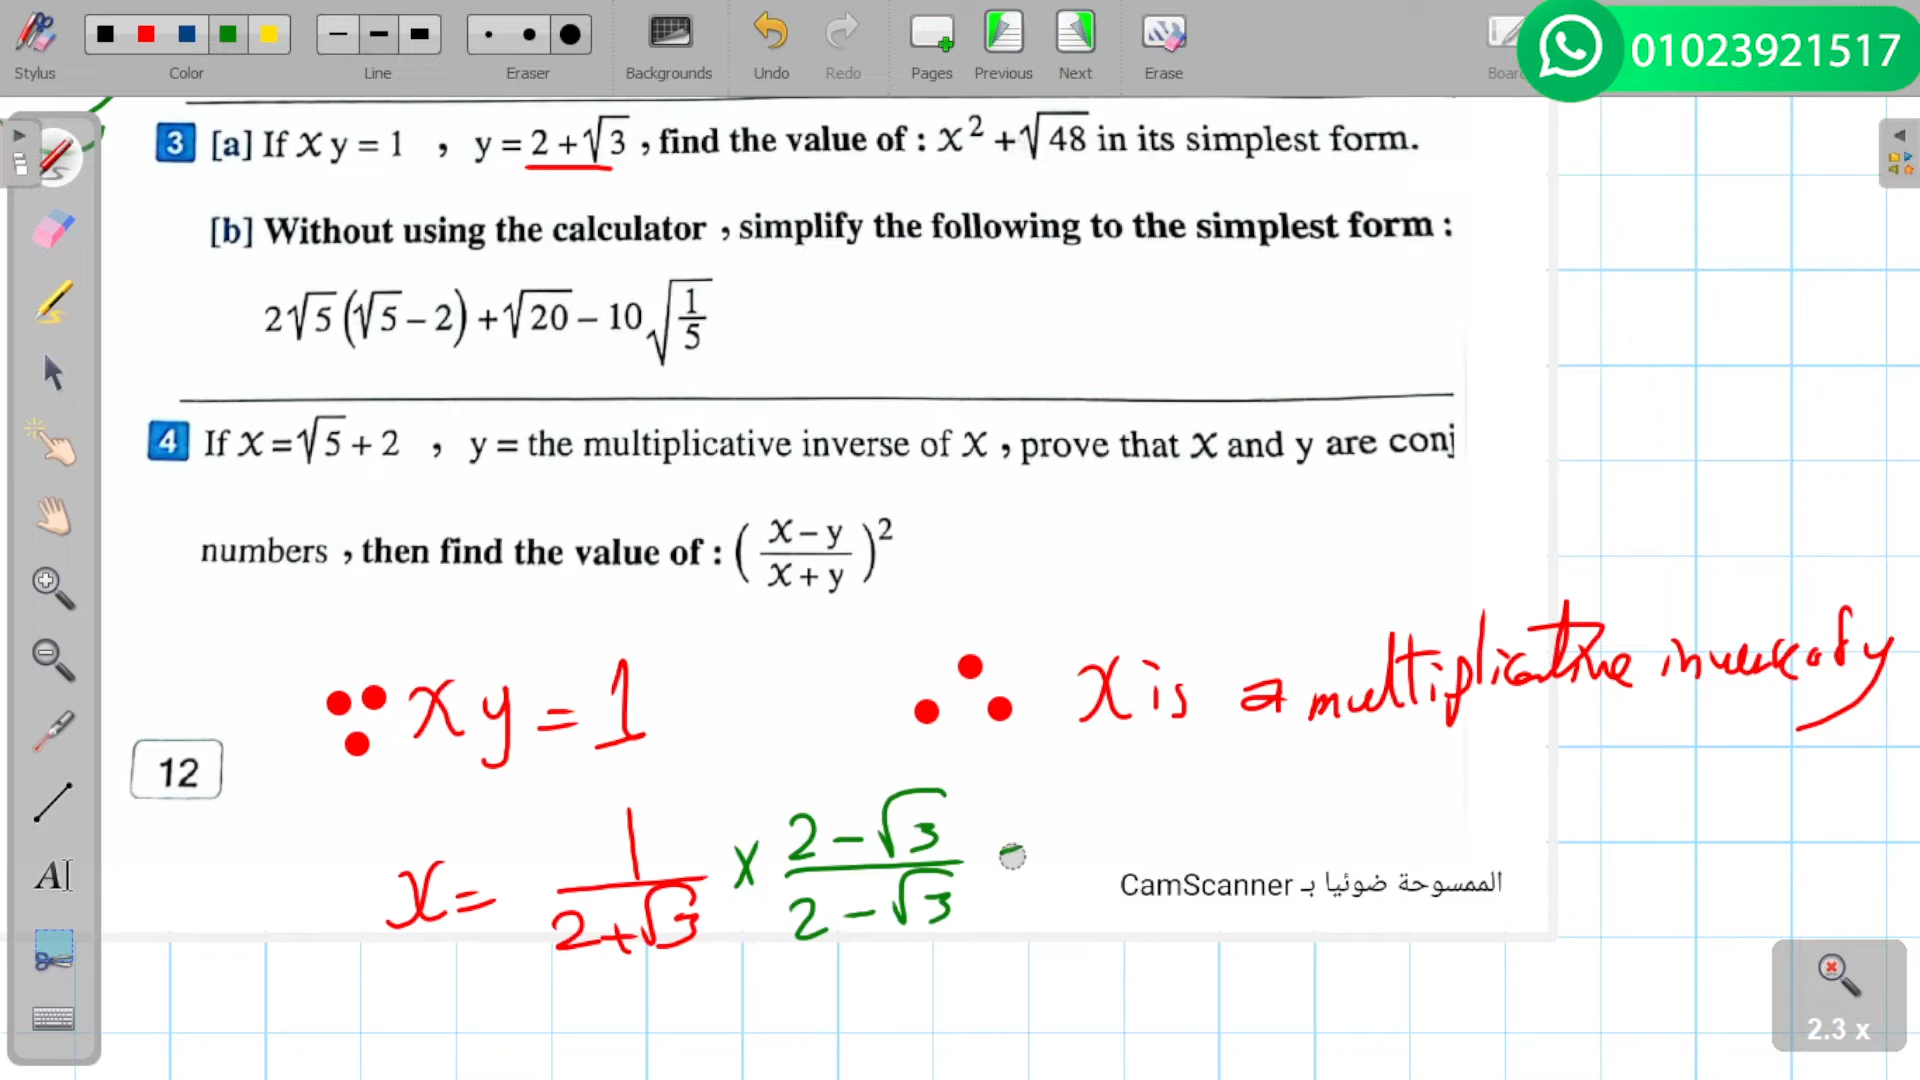 Stylus Color Line Eraser Backgrounds Undo Redo Pages Previous Next Erase Boar
01023921517
3 [a] If x y = 1 , y = 2 + √3 , find the value of : x² + √48 in its simplest form.
[b] Without using the calculator , simplify the following to the simplest form :
2√5 (√5 – 2) + √20 – 10 √(1/5)
4 If x = √5 + 2 , y = the multiplicative inverse of x , prove that x and y are conj
numbers , then find the value of : ((x – y)/(x + y))²
∵ x y = 1 ∴ x is a multiplicative inverse of y
12
x = 1/(2+√3) × (2 – √3)/(2 – √3) =
الممسوحة ضوئيا بـ CamScanner
AI
2.3 x